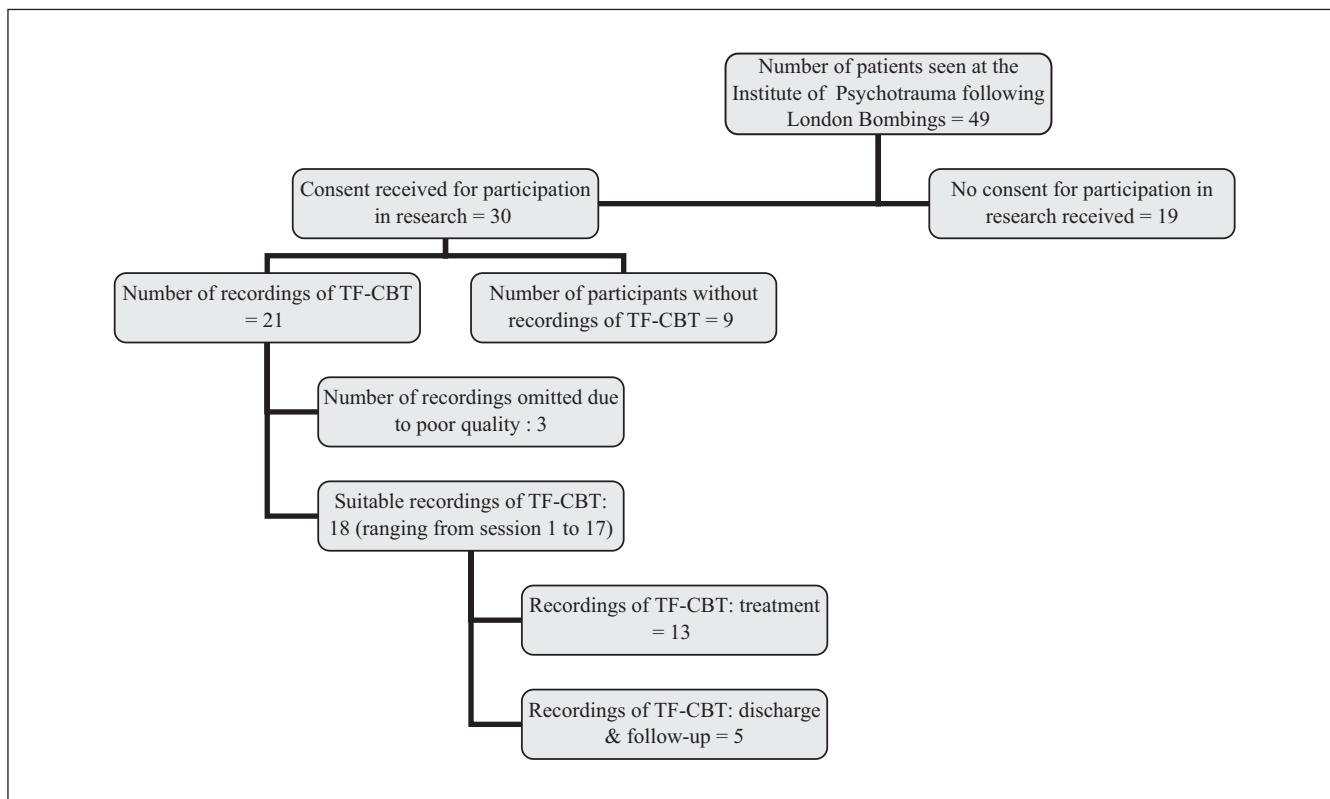 Number of patients seen at the
Institute of Psychotrauma following
London Bombings = 49
Consent received for participation
in research = 30
No consent for participation in
research received = 19
Number of recordings of TF-CBT
= 21
Number of participants without
recordings of TF-CBT = 9
Number of recordings omitted due
to poor quality : 3
Suitable recordings of TF-CBT:
18 (ranging from session 1 to 17)
Recordings of TF-CBT: treatment
= 13
Recordings of TF-CBT: discharge
& follow-up = 5